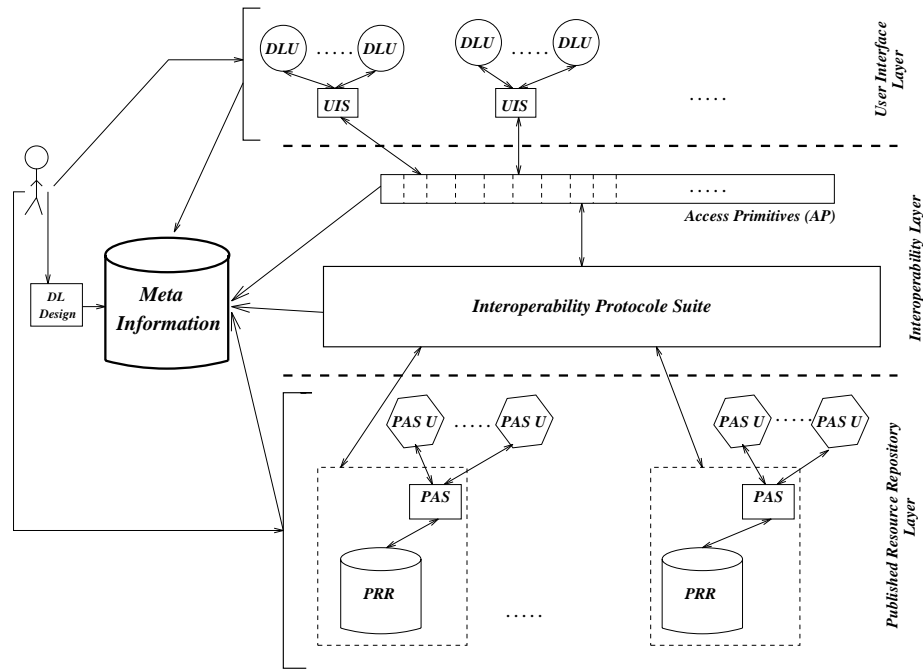 DLU ..... DLU
DLU ..... DLU
UIS
UIS
.....
User Interface
Layer
.....
Access Primitives (AP)
Meta
Information
DL
Design
Interoperability Protocole Suite
Interoperability Layer
PAS U ..... PAS U
PAS U ..... PAS U
PAS
PAS
PRR
PRR
.....
Published Resource Repository
Layer